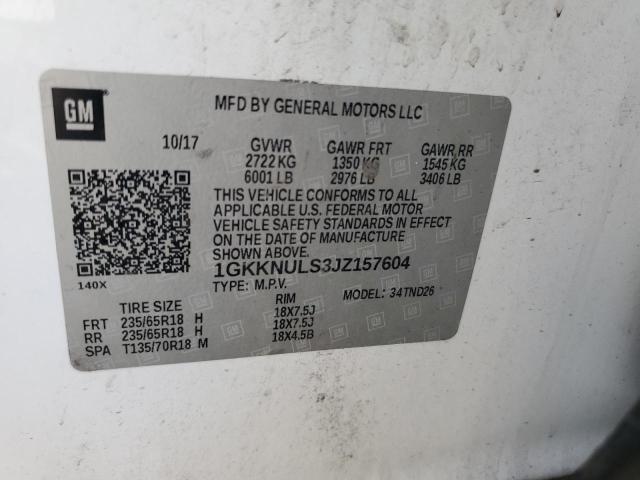 GM
MFD BY GENERAL MOTORS LLC
10/17 GVWR GAWR FRT GAWR RR
2722 KG 1350 KG 1545 KG
6001 LB 2976 LB 3406 LB
THIS VEHICLE CONFORMS TO ALL
APPLICABLE U.S. FEDERAL MOTOR
VEHICLE SAFETY STANDARDS IN EFFECT
ON THE DATE OF MANUFACTURE
SHOWN ABOVE.
140X
1GKKNULS3JZ157604
TYPE: M.P.V. MODEL: 34TND26
TIRE SIZE RIM
FRT 235/65R18 H 18X7.5J
RR 235/65R18 H 18X7.5J
SPA T135/70R18 M 18X4.5B